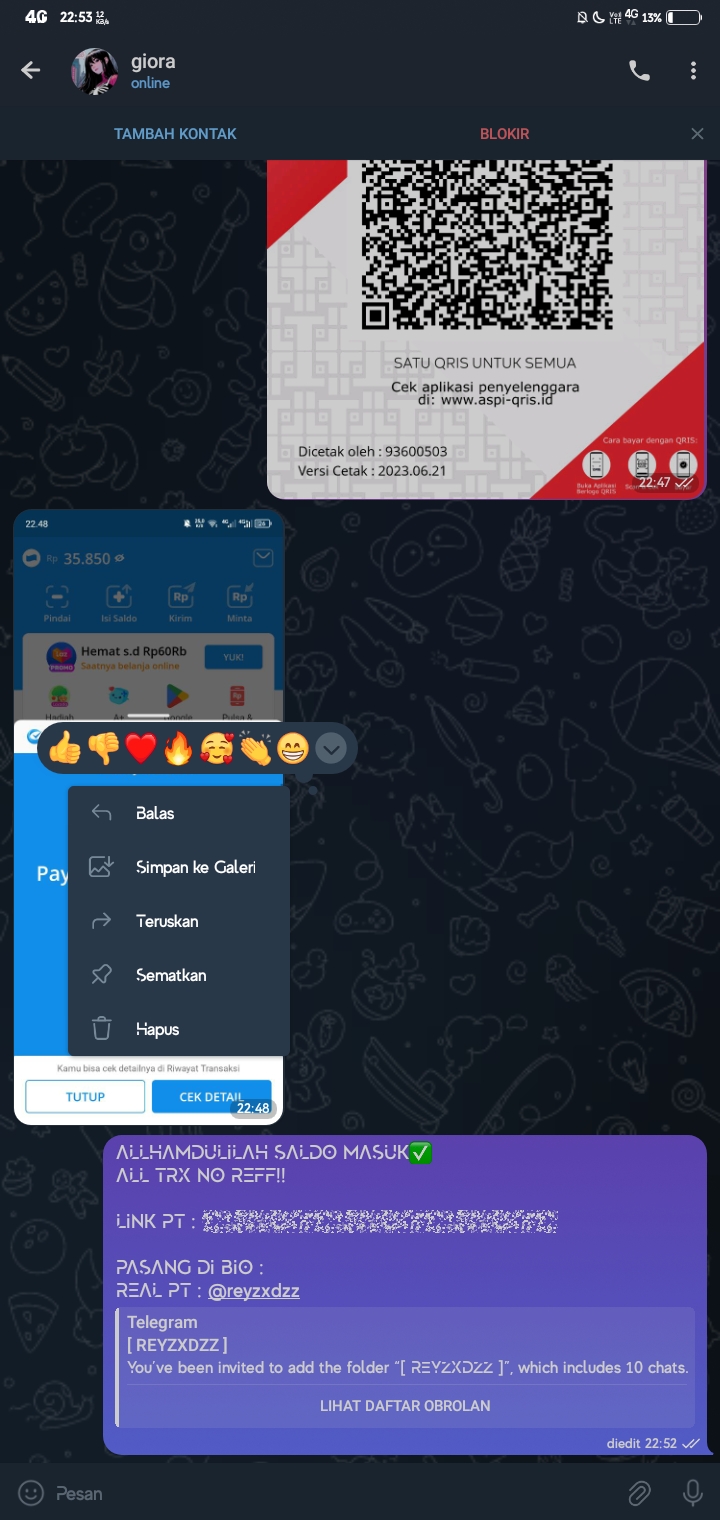 4G 22:53 12 KB/s VoLTE 4G 13%
giora
online
TAMBAH KONTAK BLOKIR
SATU QRIS UNTUK SEMUA
Cek aplikasi penyelenggara
di: www.aspi-qris.id
Dicetak oleh : 93600503
Versi Cetak : 2023.06.21
Cara bayar dengan QRIS:
Buka Aplikasi
Berlogo QRIS
22:47
22.48
Rp 35.850
Pindai Isi Saldo Kirim Minta
Hemat s.d Rp60Rb
Saatnya belanja online
YUK!
PROMO
A+
Pay
Balas
Simpan ke Galeri
Teruskan
Sematkan
Hapus
Kamu bisa cek detailnya di Riwayat Transaksi
TUTUP CEK DETAIL
22:48
ALLHAMDULILAH SALDO MASUK✅
ALL TRX NO REFF!!
LiNK PT :
PASANG Di BiO :
REAL PT : @reyzxdzz
Telegram
[ REYZXDZZ ]
You've been invited to add the folder “[ REYZXDZZ ]”, which includes 10 chats.
LIHAT DAFTAR OBROLAN
diedit 22:52
Pesan